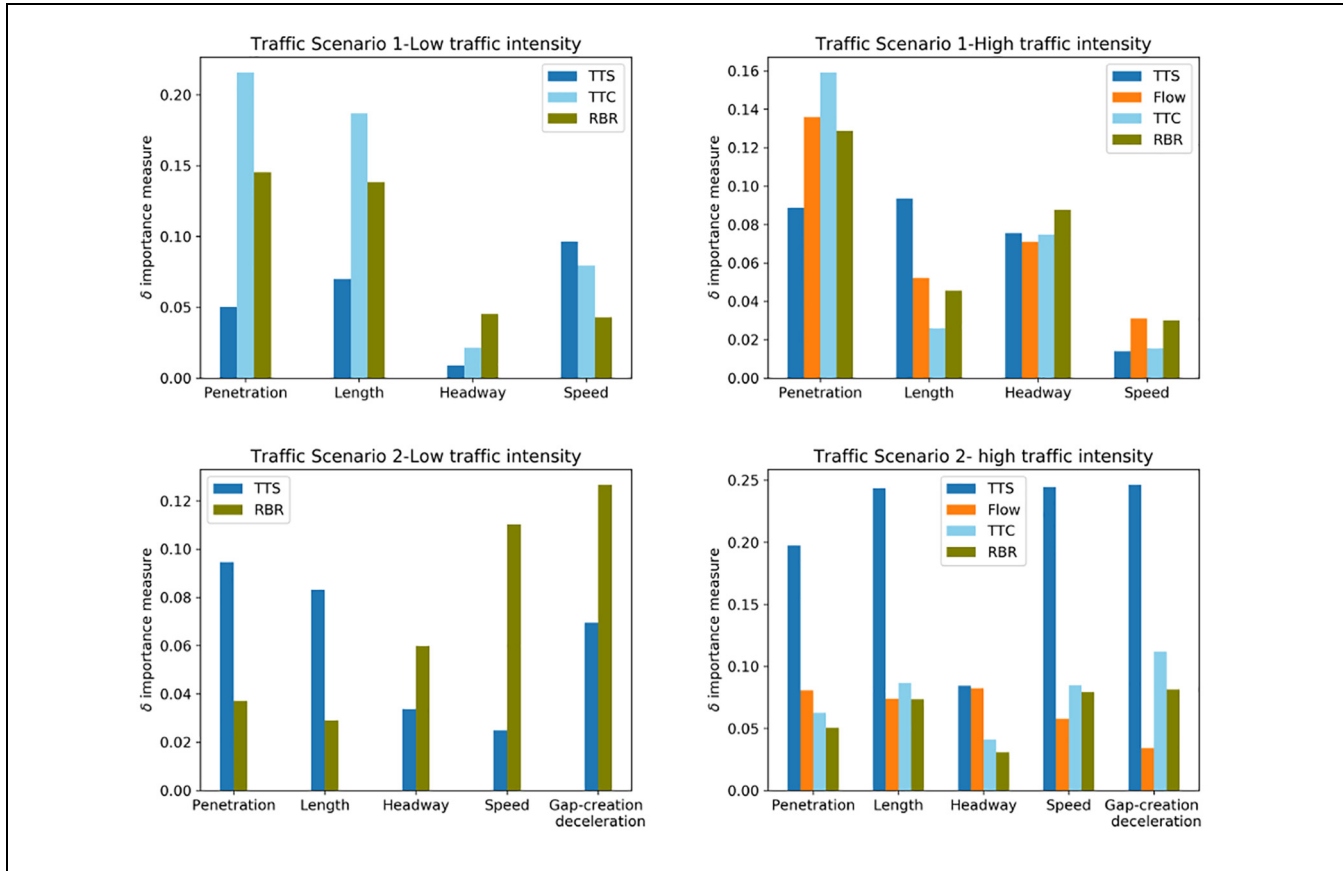 Traffic Scenario 1-Low traffic intensity
δ importance measure
0.20
0.15
0.10
0.05
0.00
TTS
TTC
RBR
Penetration
Length
Headway
Speed
Traffic Scenario 1-High traffic intensity
δ importance measure
0.16
0.14
0.12
0.10
0.08
0.06
0.04
0.02
0.00
TTS
Flow
TTC
RBR
Penetration
Length
Headway
Speed
Traffic Scenario 2-Low traffic intensity
δ importance measure
0.12
0.10
0.08
0.06
0.04
0.02
0.00
TTS
RBR
Penetration
Length
Headway
Speed
Gap-creation
deceleration
Traffic Scenario 2- high traffic intensity
δ importance measure
0.25
0.20
0.15
0.10
0.05
0.00
TTS
Flow
TTC
RBR
Penetration
Length
Headway
Speed
Gap-creation
deceleration